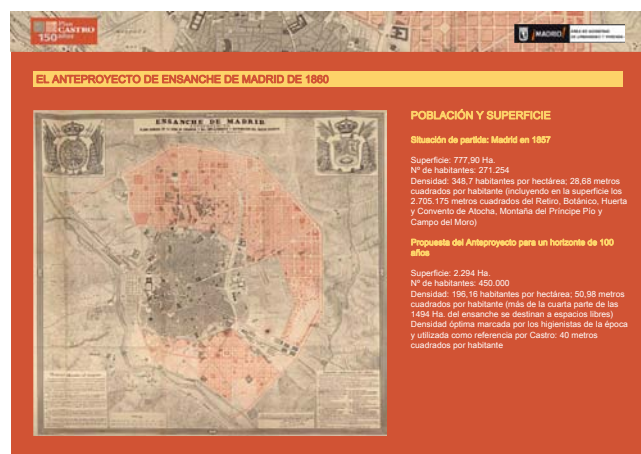 Plan
CASTRO
150 años
¡MADRID!
ÁREA DE GOBIERNO
DE URBANISMO Y VIVIENDA
EL ANTEPROYECTO DE ENSANCHE DE MADRID DE 1860
ENSANCHE DE MADRID
POBLACIÓN Y SUPERFICIE
Situación de partida: Madrid en 1857
Superficie: 777,90 Ha.
Nº de habitantes: 271.254
Densidad: 348,7 habitantes por hectárea; 28,68 metros
cuadrados por habitante (incluyendo en la superficie los
2.705.175 metros cuadrados del Retiro, Botánico, Huerta
y Convento de Atocha, Montaña del Príncipe Pío y
Campo del Moro)
Propuesta del Anteproyecto para un horizonte de 100
años
Superficie: 2.294 Ha.
Nº de habitantes: 450.000
Densidad: 196,16 habitantes por hectárea; 50,98 metros
cuadrados por habitante (más de la cuarta parte de las
1494 Ha. del ensanche se destinan a espacios libres)
Densidad óptima marcada por los higienistas de la época
y utilizada como referencia por Castro: 40 metros
cuadrados por habitante